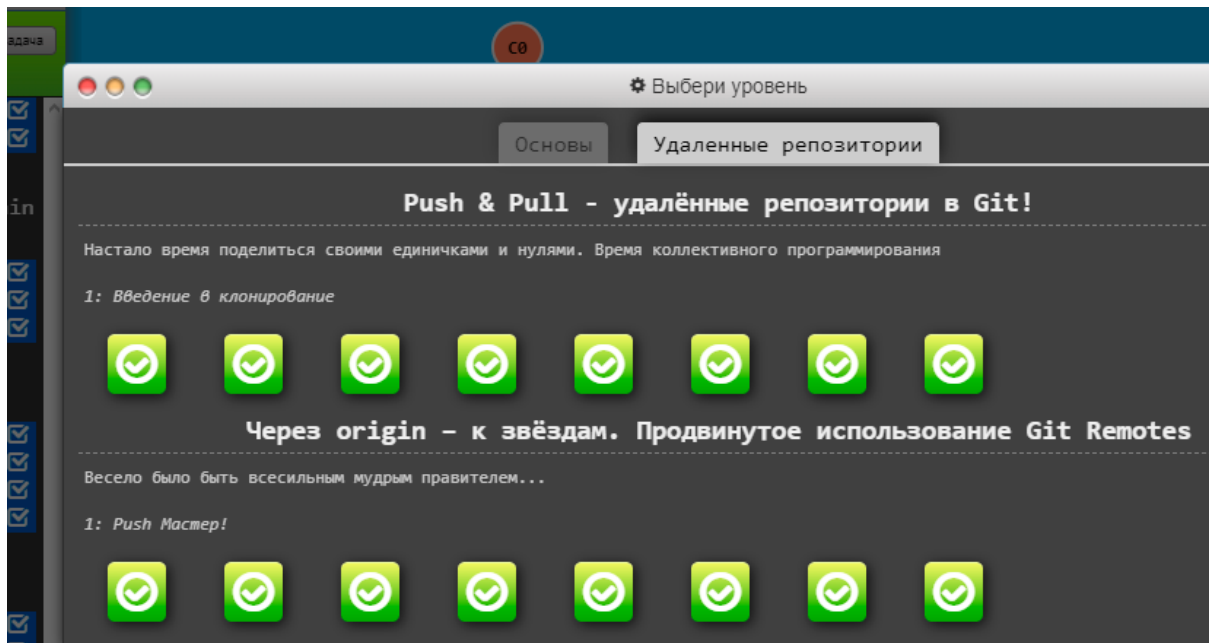 адача
C0
Выбери уровень
Основы
Удаленные репозитории
in
Push & Pull - удалённые репозитории в Git!
Настало время поделиться своими единичками и нулями. Время коллективного программирования
1: Введение в клонирование
Через origin – к звёздам. Продвинутое использование Git Remotes
Весело было быть всесильным мудрым правителем...
1: Push Мастер!